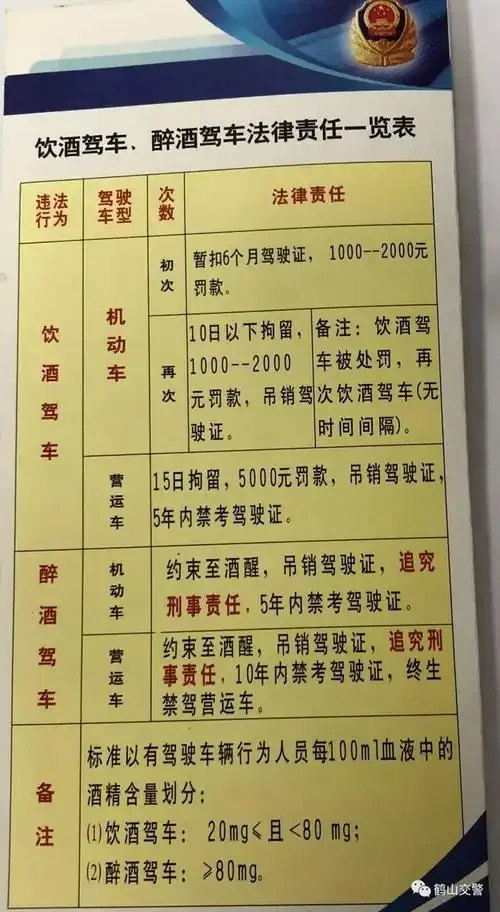 饮酒驾车、醉酒驾车法律责任一览表
违法行为 驾驶车型 次数 法律责任
饮酒驾车
机动车
初次
暂扣6个月驾驶证， 1000--2000元
罚款。
再次
10日以下拘留，
1000--2000
元罚款，吊销驾
驶证。
备注：饮酒驾
车被处罚，再
次饮酒驾车(无
时间间隔)。
营运车
15日拘留，5000元罚款，吊销驾驶证，
5年内禁考驾驶证。
醉酒驾车
机动车
约束至酒醒，吊销驾驶证，追究
刑事责任，5年内禁考驾驶证。
营运车
约束至酒醒，吊销驾驶证，追究刑
事责任，10年内禁考驾驶证，终生
禁驾营运车。
备注
标准以有驾驶车辆行为人员每100ml血液中的
酒精含量划分：
(1)饮酒驾车： 20mg≤且<80 mg；
(2)醉酒驾车：≥80mg。
鹤山交警